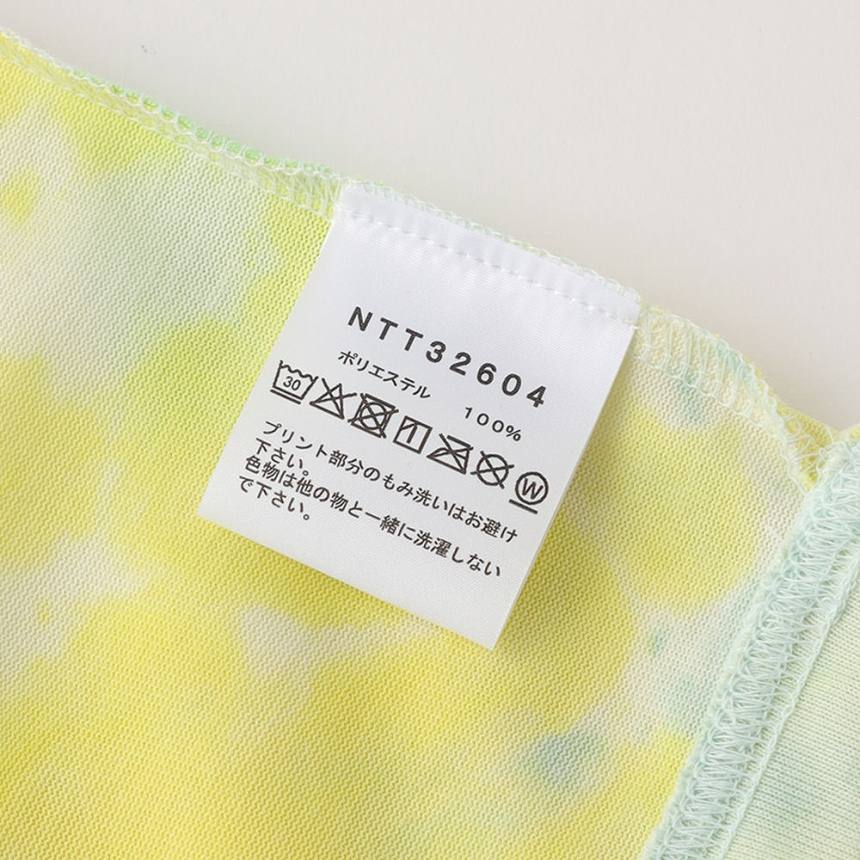 NTT32604
ポリエステル 100%
30 W
プリント部分のもみ洗いはお避け
下さい。
色物は他の物と一緒に洗濯しない
で下さい。